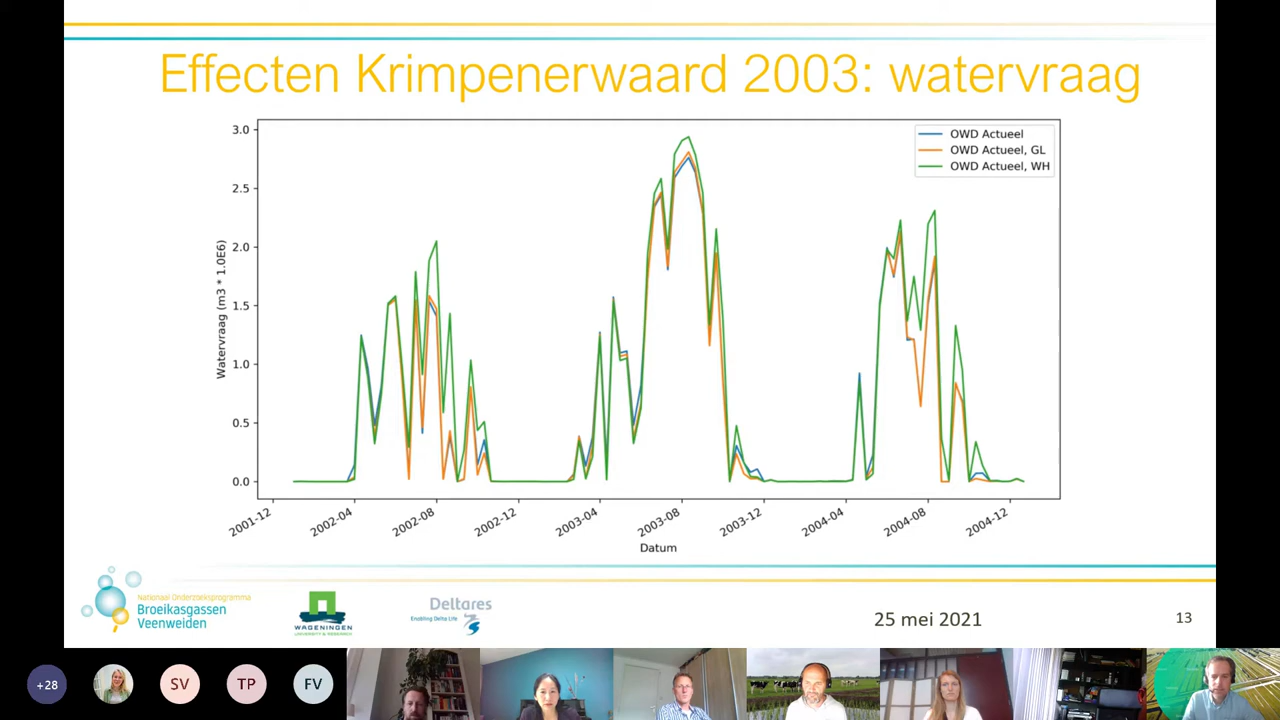 Effecten Krimpenerwaard 2003: watervraag
OWD Actueel
OWD Actueel, GL
OWD Actueel, WH
3.0
2.5
2.0
1.5
1.0
0.5
0.0
Watervraag (m3 * 1.0E6)
2001-12
2002-04
2002-08
2002-12
2003-04
2003-08
2003-12
2004-04
2004-08
2004-12
Datum
Nationaal Onderzoeksprogramma
Broeikasgassen
Veenweiden
WAGENINGEN
UNIVERSITY & RESEARCH
Deltares
Enabling Delta Life
25 mei 2021
13
+28
SV
TP
FV